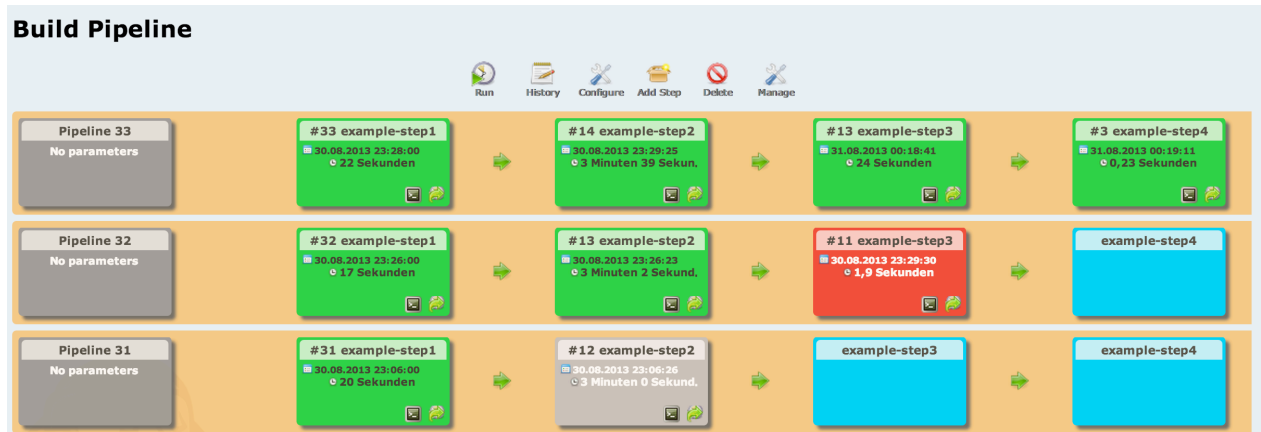 Build Pipeline
Run History Configure Add Step Delete Manage
Pipeline 33 #33 example-step1 #14 example-step2 #13 example-step3 #3 example-step4
No parameters 30.08.2013 23:28:00 30.08.2013 23:29:25 31.08.2013 00:18:41 31.08.2013 00:19:11
22 Sekunden 3 Minuten 39 Sekun. 24 Sekunden 0,23 Sekunden
Pipeline 32 #32 example-step1 #13 example-step2 #11 example-step3 example-step4
No parameters 30.08.2013 23:26:00 30.08.2013 23:26:23 30.08.2013 23:29:30
17 Sekunden 3 Minuten 2 Sekund. 1,9 Sekunden
Pipeline 31 #31 example-step1 #12 example-step2 example-step3 example-step4
No parameters 30.08.2013 23:06:00 30.08.2013 23:06:26
20 Sekunden 3 Minuten 0 Sekund.